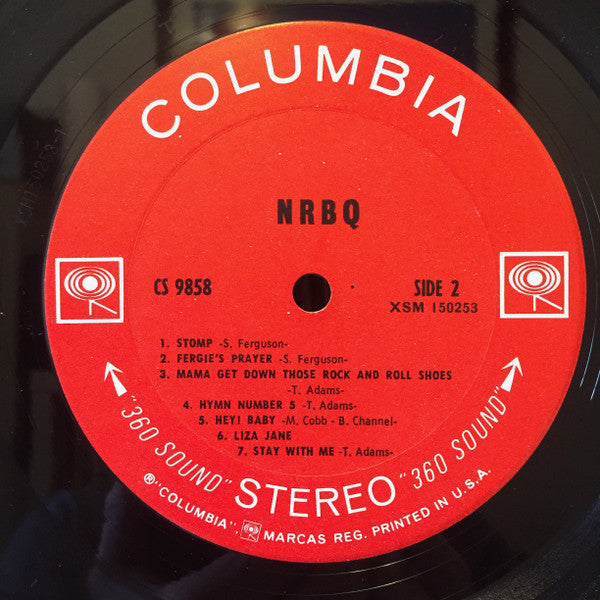 COLUMBIA
NRBQ
CS 9858
SIDE 2
XSM 150253
1. STOMP -S. Ferguson-
2. FERGIE'S PRAYER -S. Ferguson-
3. MAMA GET DOWN THOSE ROCK AND ROLL SHOES
-T. Adams-
4. HYMN NUMBER 5 -T. Adams-
5. HEY! BABY -M. Cobb - B. Channel-
6. LIZA JANE
7. STAY WITH ME -T. Adams-
"360 SOUND" STEREO "360 SOUND"
®"COLUMBIA", MARCAS REG. PRINTED IN U.S.A.